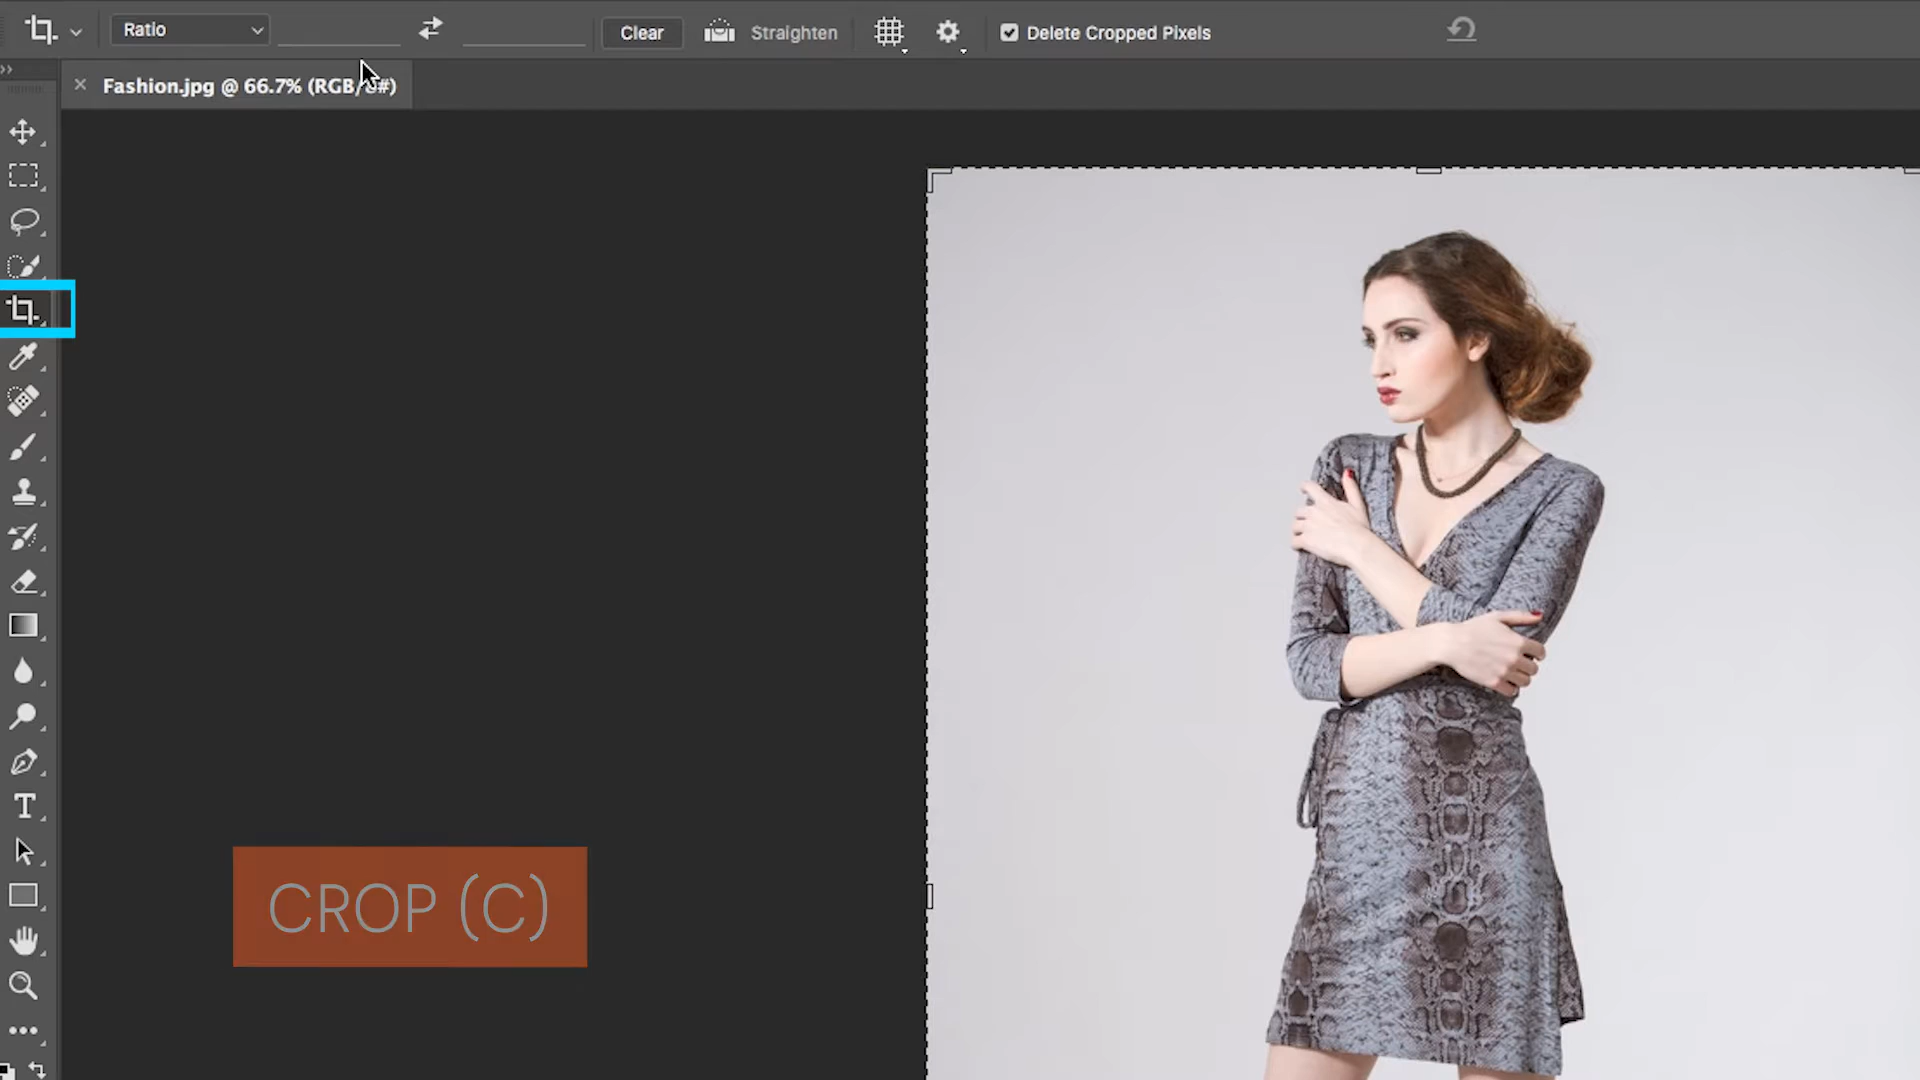 Ratio
Clear
Straighten
Delete Cropped Pixels
Fashion.jpg @ 66.7% (RGB/8#)
CROP (C)